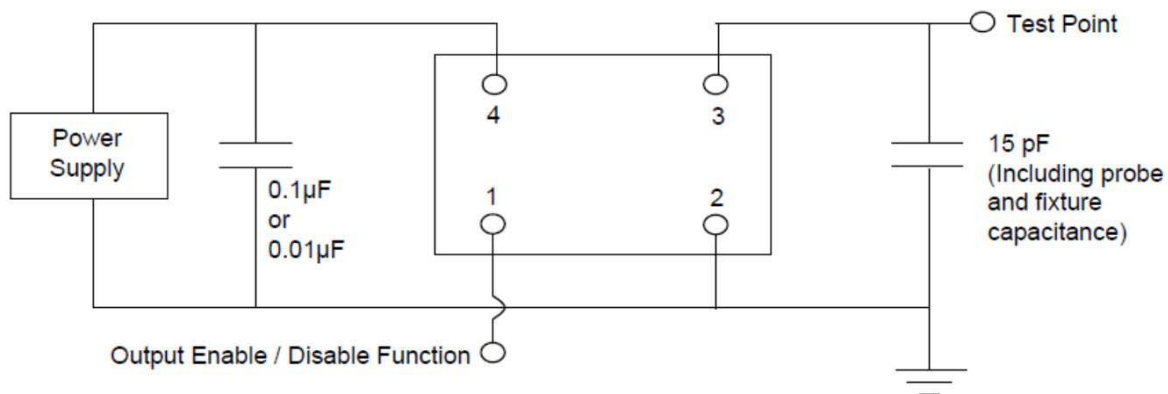 Test Point
4
3
Power
Supply
15 pF
(Including probe
and fixture
capacitance)
0.1µF
or
0.01µF
1
2
Output Enable / Disable Function